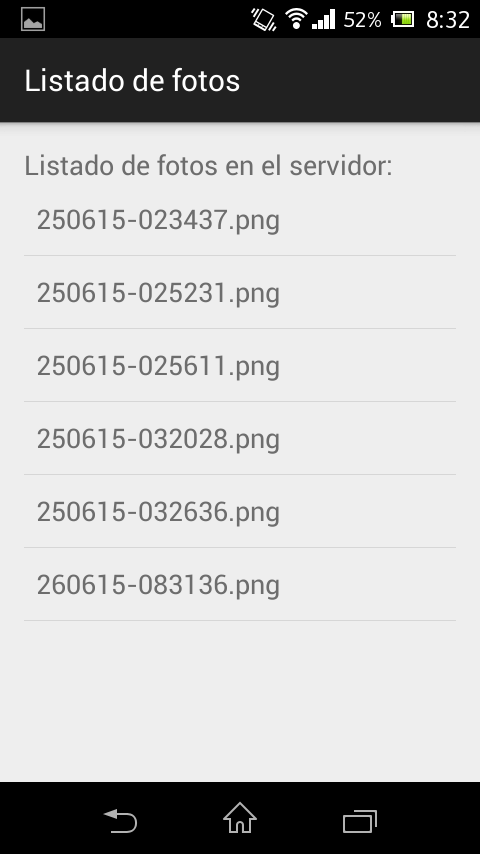 52% 8:32
Listado de fotos
Listado de fotos en el servidor:
250615-023437.png
250615-025231.png
250615-025611.png
250615-032028.png
250615-032636.png
260615-083136.png